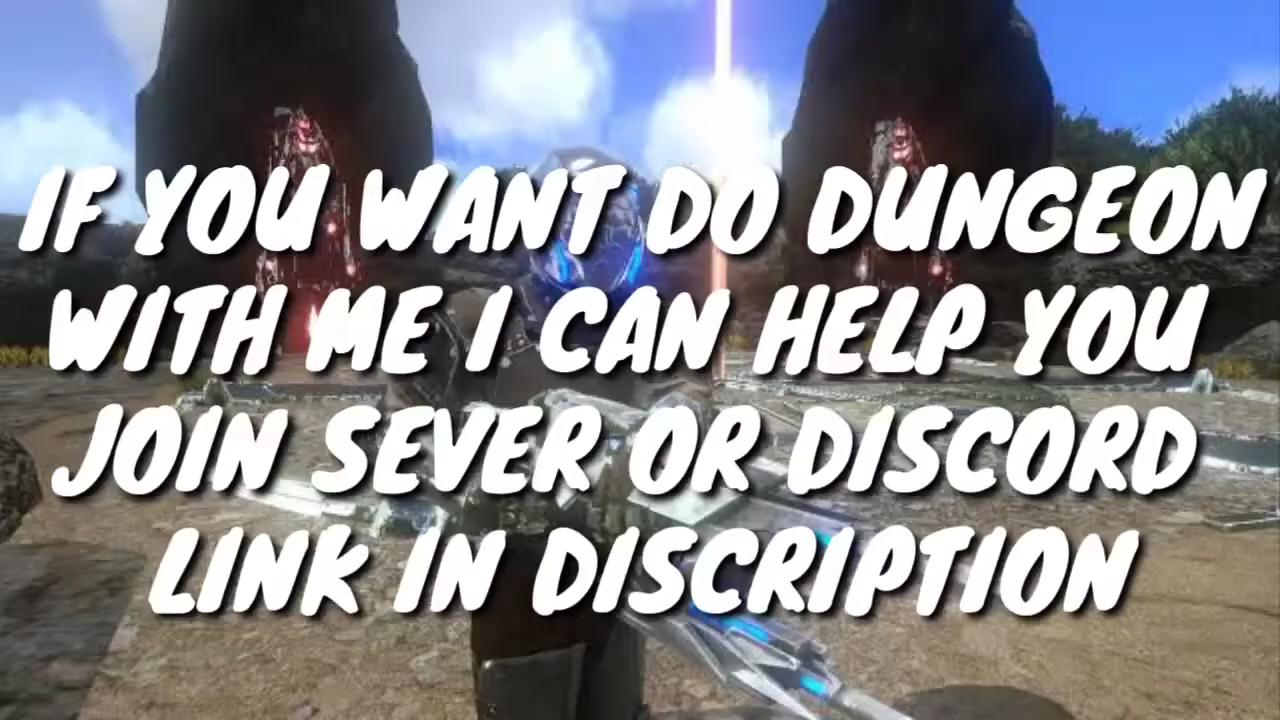 IF YOU WANT DO DUNGEON
WITH ME I CAN HELP YOU
JOIN SEVER OR DISCORD
LINK IN DISCRIPTION